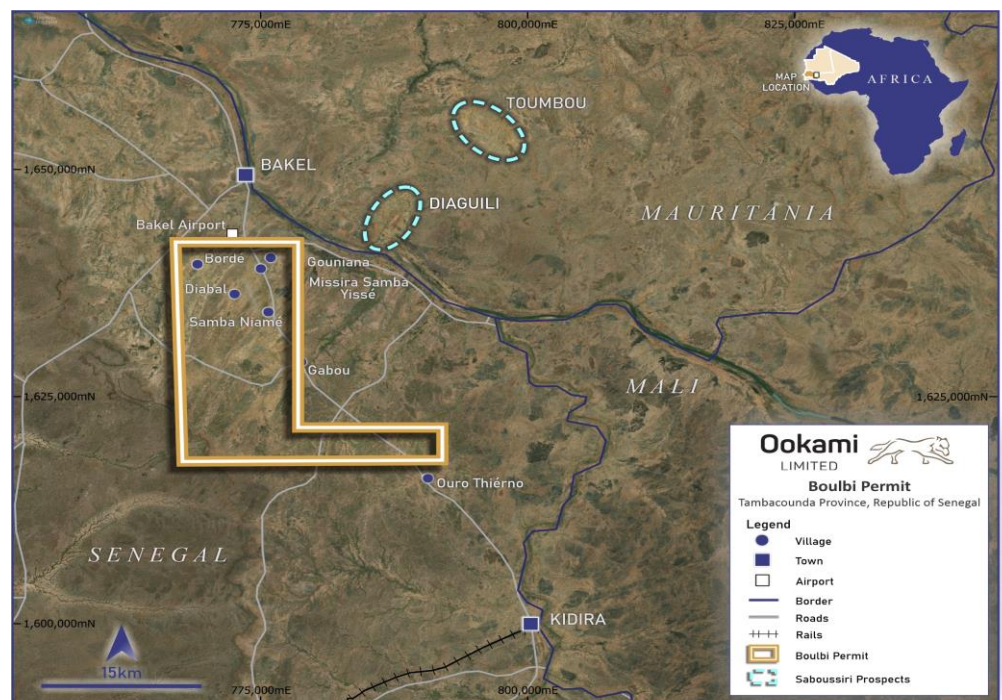 775,000mE
800,000mE
825,000mE
MAP
LOCATION
AFRICA
TOUMBOU
1,650,000mN
BAKEL
DIAGUILI
MAURITANIA
Bakel Airport
Bordé
Gouniana
Missira Samba
Yissé
Diabal
Samba Niamé
Gabou
MALI
1,625,000mN
1,625,000mN
Ouro Thiérno
SENEGAL
1,600,000mN
KIDIRA
15km
775,000mE
800,000mE
Ookami
LIMITED
Boulbi Permit
Tambacounda Province, Republic of Senegal
Legend
Village
Town
Airport
Border
Roads
Rails
Boulbi Permit
Saboussiri Prospects